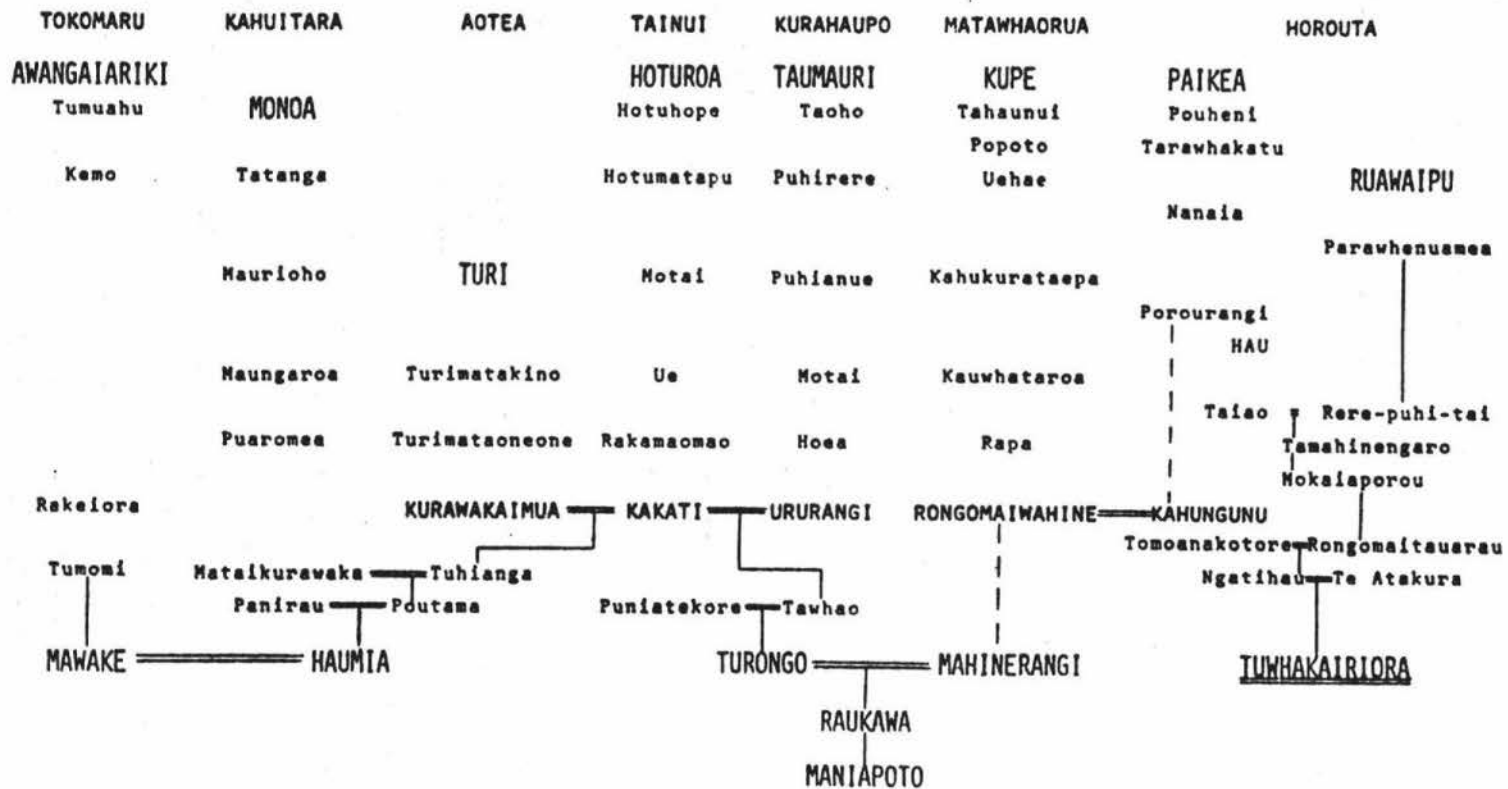 TOKOMARU KAHUITARA AOTEA TAINUI KURAHAUPO MATAWHAORUA HOROUTA
AWANGAIARIKI HOTUROA TAUMAURI KUPE PAIKEA
Tumuahu MONOA Hotuhope Taoho Tahaunui Pouheni
Popoto Tarawhakatu
Kemo Tatanga Hotumatapu Puhirere Uehae RUAWAIPU
Nanaia
Parawhenuamea
Maurioho TURI Motai Puhianue Kahukurataepa
Porourangi
HAU
Maungaroa Turimatakino Ue Motai Kauwhataroa
Taiao = Rere-puhi-tai
Puaromea Turimataoneone Rakamaomao Hoea Rapa Tamahinengaro
Mokaiaporou
Rakeiora KURAWAKAIMUA KAKATI URURANGI RONGOMAIWAHINE KAHUNGUNU
Tomoanakotore Rongomaitauarau
Tumomi Mataikurawaka Tuhianga Ngatihau Te Atakura
Panirau Poutama Puniatekore Tawhao
MAWAKE HAUMIA TURONGO MAHINERANGI TUWHAKAIRIORA
RAUKAWA
MANIAPOTO